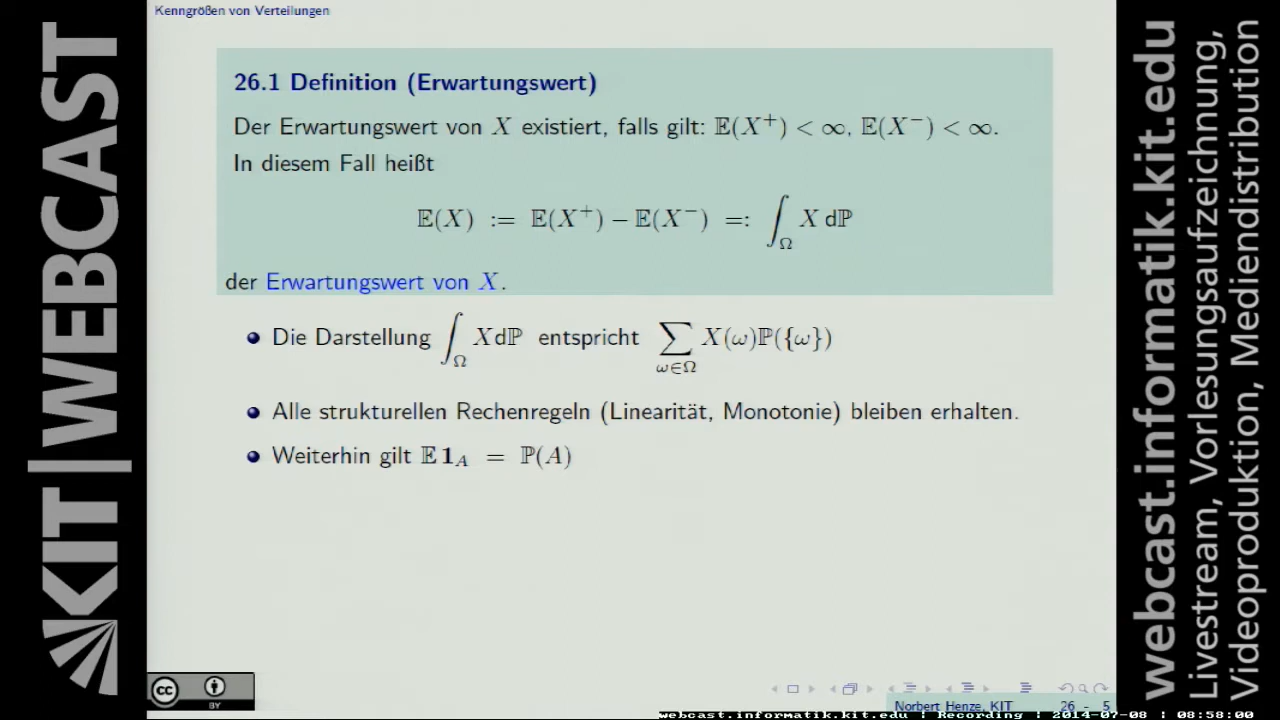 Kenngrößen von Verteilungen
26.1 Definition (Erwartungswert)
Der Erwartungswert von X existiert, falls gilt: 𝔼(X⁺) < ∞, 𝔼(X⁻) < ∞.
In diesem Fall heißt
𝔼(X) := 𝔼(X⁺) − 𝔼(X⁻) =: ∫_Ω X dℙ
der Erwartungswert von X.
Die Darstellung ∫_Ω X dℙ entspricht ∑_{ω∈Ω} X(ω)ℙ({ω})
Alle strukturellen Rechenregeln (Linearität, Monotonie) bleiben erhalten.
Weiterhin gilt 𝔼 𝟏_A = ℙ(A)
Norbert Henze, KIT 26 - 5
webcast.informatik.kit.edu | Recording : 2014-07-08 | 08:58:00
cc BY
KIT|WEBCAST
webcast.informatik.kit.edu
Livestream, Vorlesungsaufzeichnung,
Videoproduktion, Mediendistribution